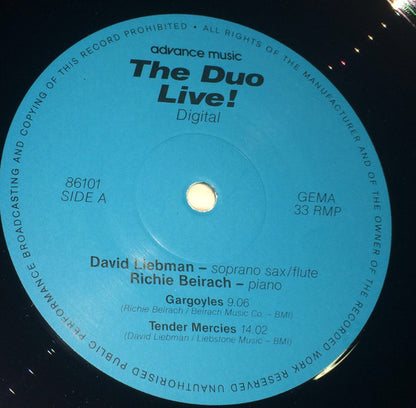 UNAUTHORISED PUBLIC PERFORMANCE BROADCASTING AND COPYING OF THIS RECORD PROHIBITED • ALL RIGHTS OF THE MANUFACTURER AND OF THE OWNER OF THE RECORDED WORK RESERVED
advance music
The Duo
Live!
Digital
86101
SIDE A
GEMA
33 RMP
David Liebman – soprano sax/flute
Richie Beirach – piano
Gargoyles 9.06
(Richie Beirach / Beirach Music Co. – BMI)
Tender Mercies 14.02
(David Liebman / Liebstone Music – BMI)